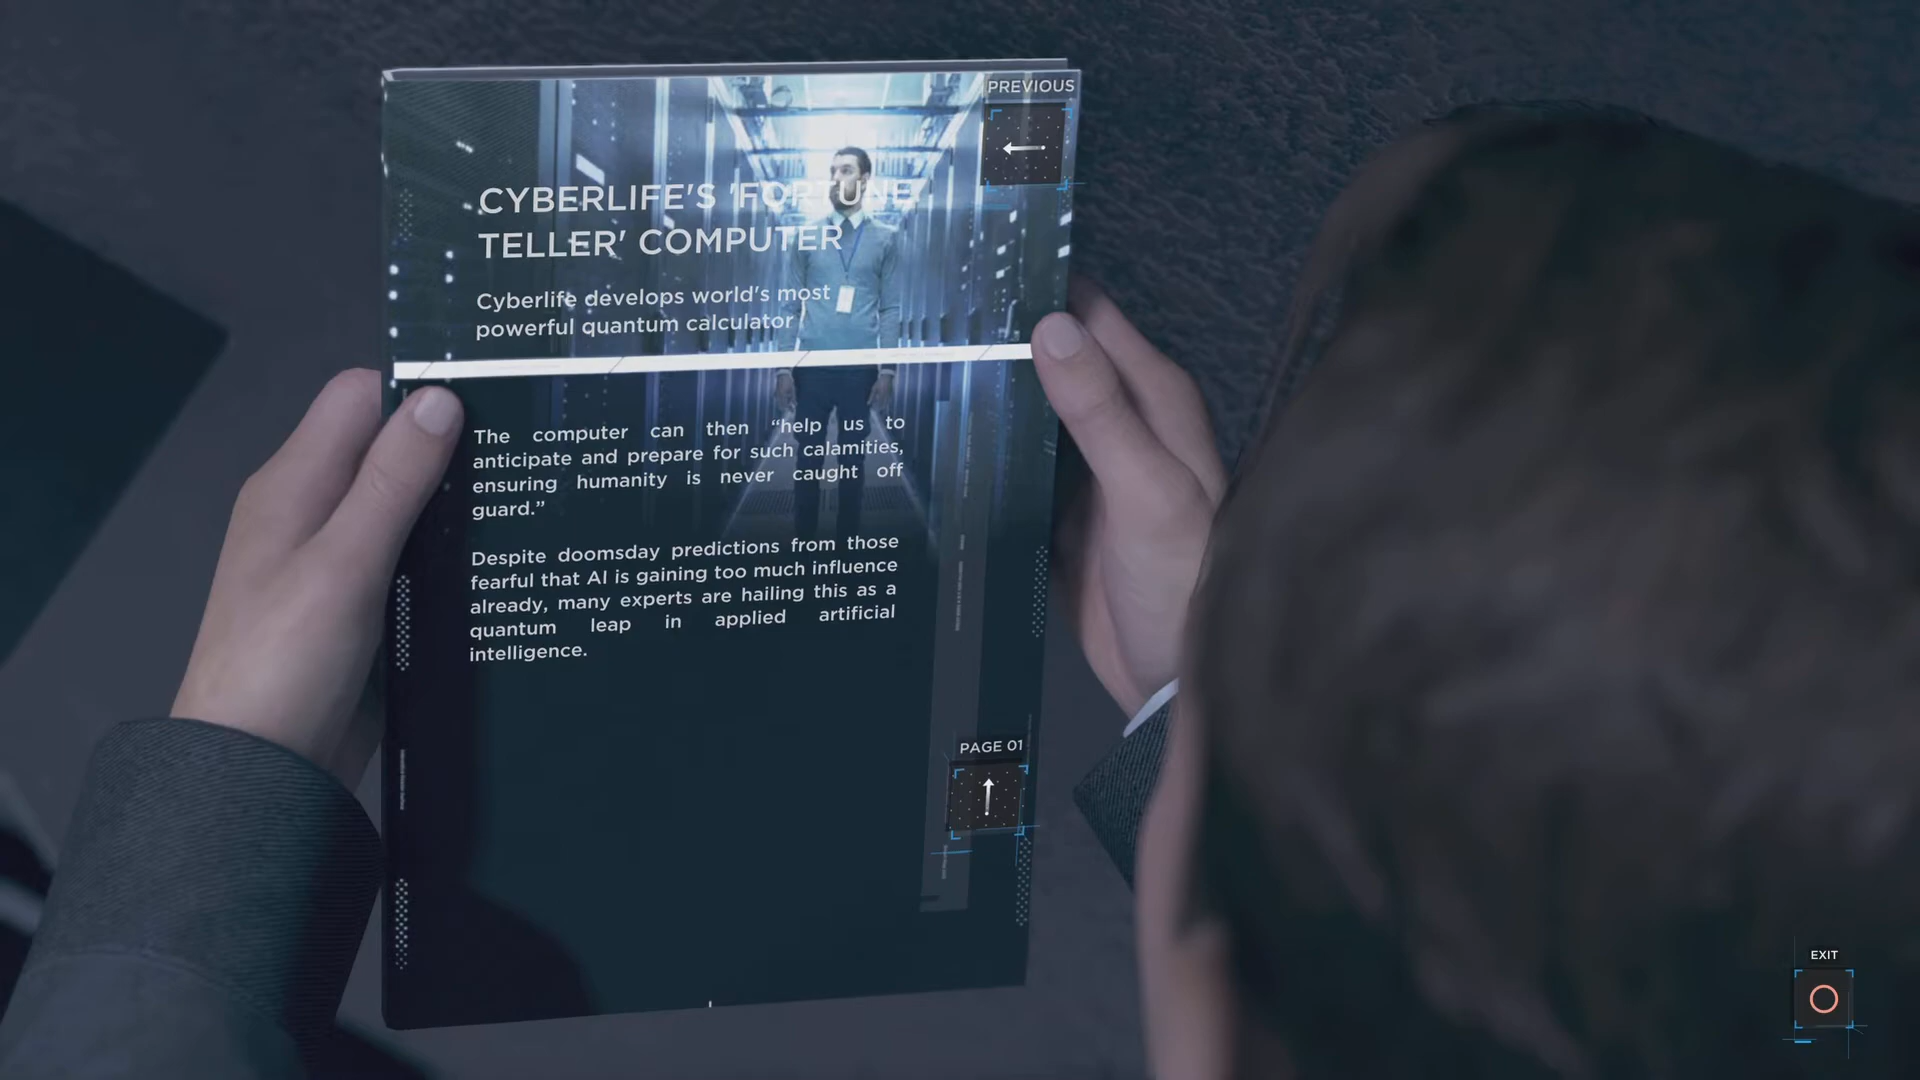 PREVIOUS
CYBERLIFE'S 'FORTUNE
TELLER' COMPUTER
Cyberlife develops world's most
powerful quantum calculator
The computer can then “help us to
anticipate and prepare for such calamities,
ensuring humanity is never caught off
guard.”
Despite doomsday predictions from those
fearful that AI is gaining too much influence
already, many experts are hailing this as a
quantum leap in applied artificial
intelligence.
PAGE 01
EXIT